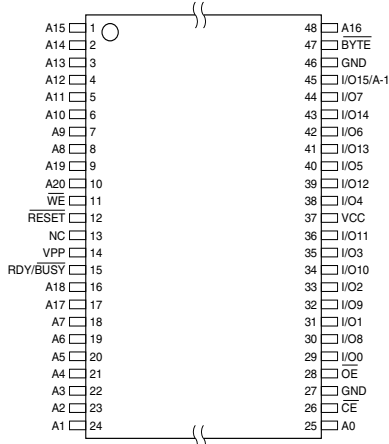 A15 1 48 A16
A14 2 47 BYTE
A13 3 46 GND
A12 4 45 I/O15/A-1
A11 5 44 I/O7
A10 6 43 I/O14
A9 7 42 I/O6
A8 8 41 I/O13
A19 9 40 I/O5
A20 10 39 I/O12
WE 11 38 I/O4
RESET 12 37 VCC
NC 13 36 I/O11
VPP 14 35 I/O3
RDY/BUSY 15 34 I/O10
A18 16 33 I/O2
A17 17 32 I/O9
A7 18 31 I/O1
A6 19 30 I/O8
A5 20 29 I/O0
A4 21 28 OE
A3 22 27 GND
A2 23 26 CE
A1 24 25 A0